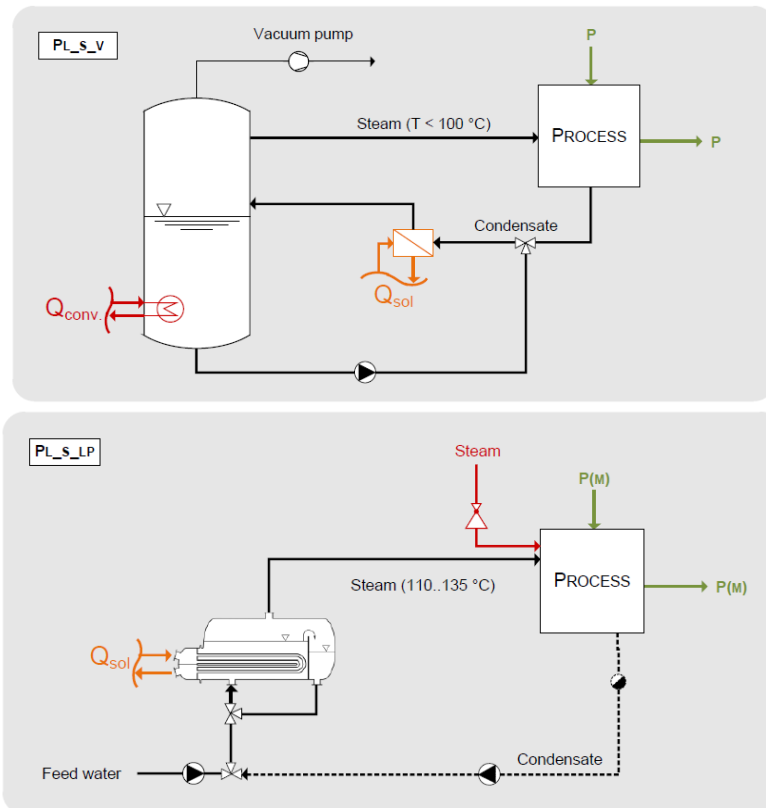 PL_S_V
Vacuum pump
P
Steam (T < 100 °C)
PROCESS
P
Condensate
Qsol
Qconv.
PL_S_LP
Steam
P(M)
PROCESS
Steam (110..135 °C)
P(M)
Qsol
Condensate
Feed water